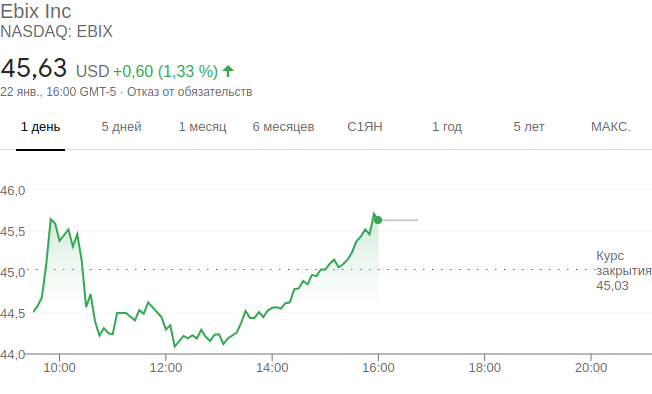 Ebix Inc
NASDAQ: EBIX
45,63 USD +0,60 (1,33 %)
22 янв., 16:00 GMT-5 · Отказ от обязательств
1 день 5 дней 1 месяц 6 месяцев С1ЯН 1 год 5 лет МАКС.
46,0
45,5
Курс
45,0 закрытия
45,03
44,5
44,0
10:00 12:00 14:00 16:00 18:00 20:00